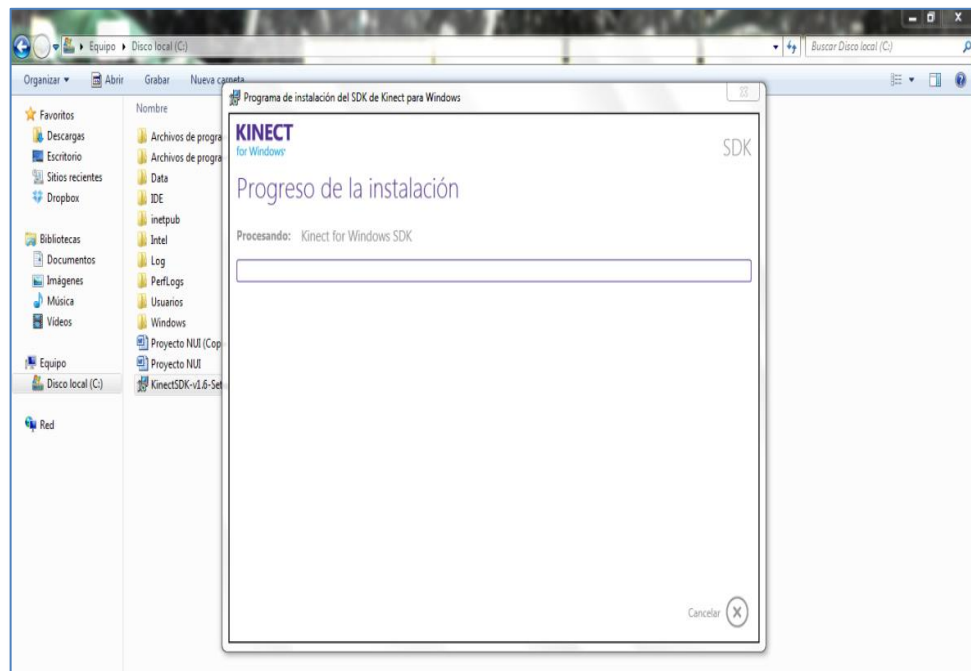 Equipo Disco local (C:)
Buscar Disco local (C:)
Organizar Abrir Grabar Nueva carpeta
Favoritos
Descargas
Escritorio
Sitios recientes
Dropbox
Bibliotecas
Documentos
Imágenes
Música
Vídeos
Equipo
Disco local (C:)
Red
Nombre
Archivos de progra
Archivos de progra
Data
IDE
inetpub
Intel
Log
PerfLogs
Usuarios
Windows
Proyecto NUI (Cop
Proyecto NUI
KinectSDK-v1.6-Set
Programa de instalación del SDK de Kinect para Windows
KINECT
for Windows
SDK
Progreso de la instalación
Procesando: Kinect for Windows SDK
Cancelar